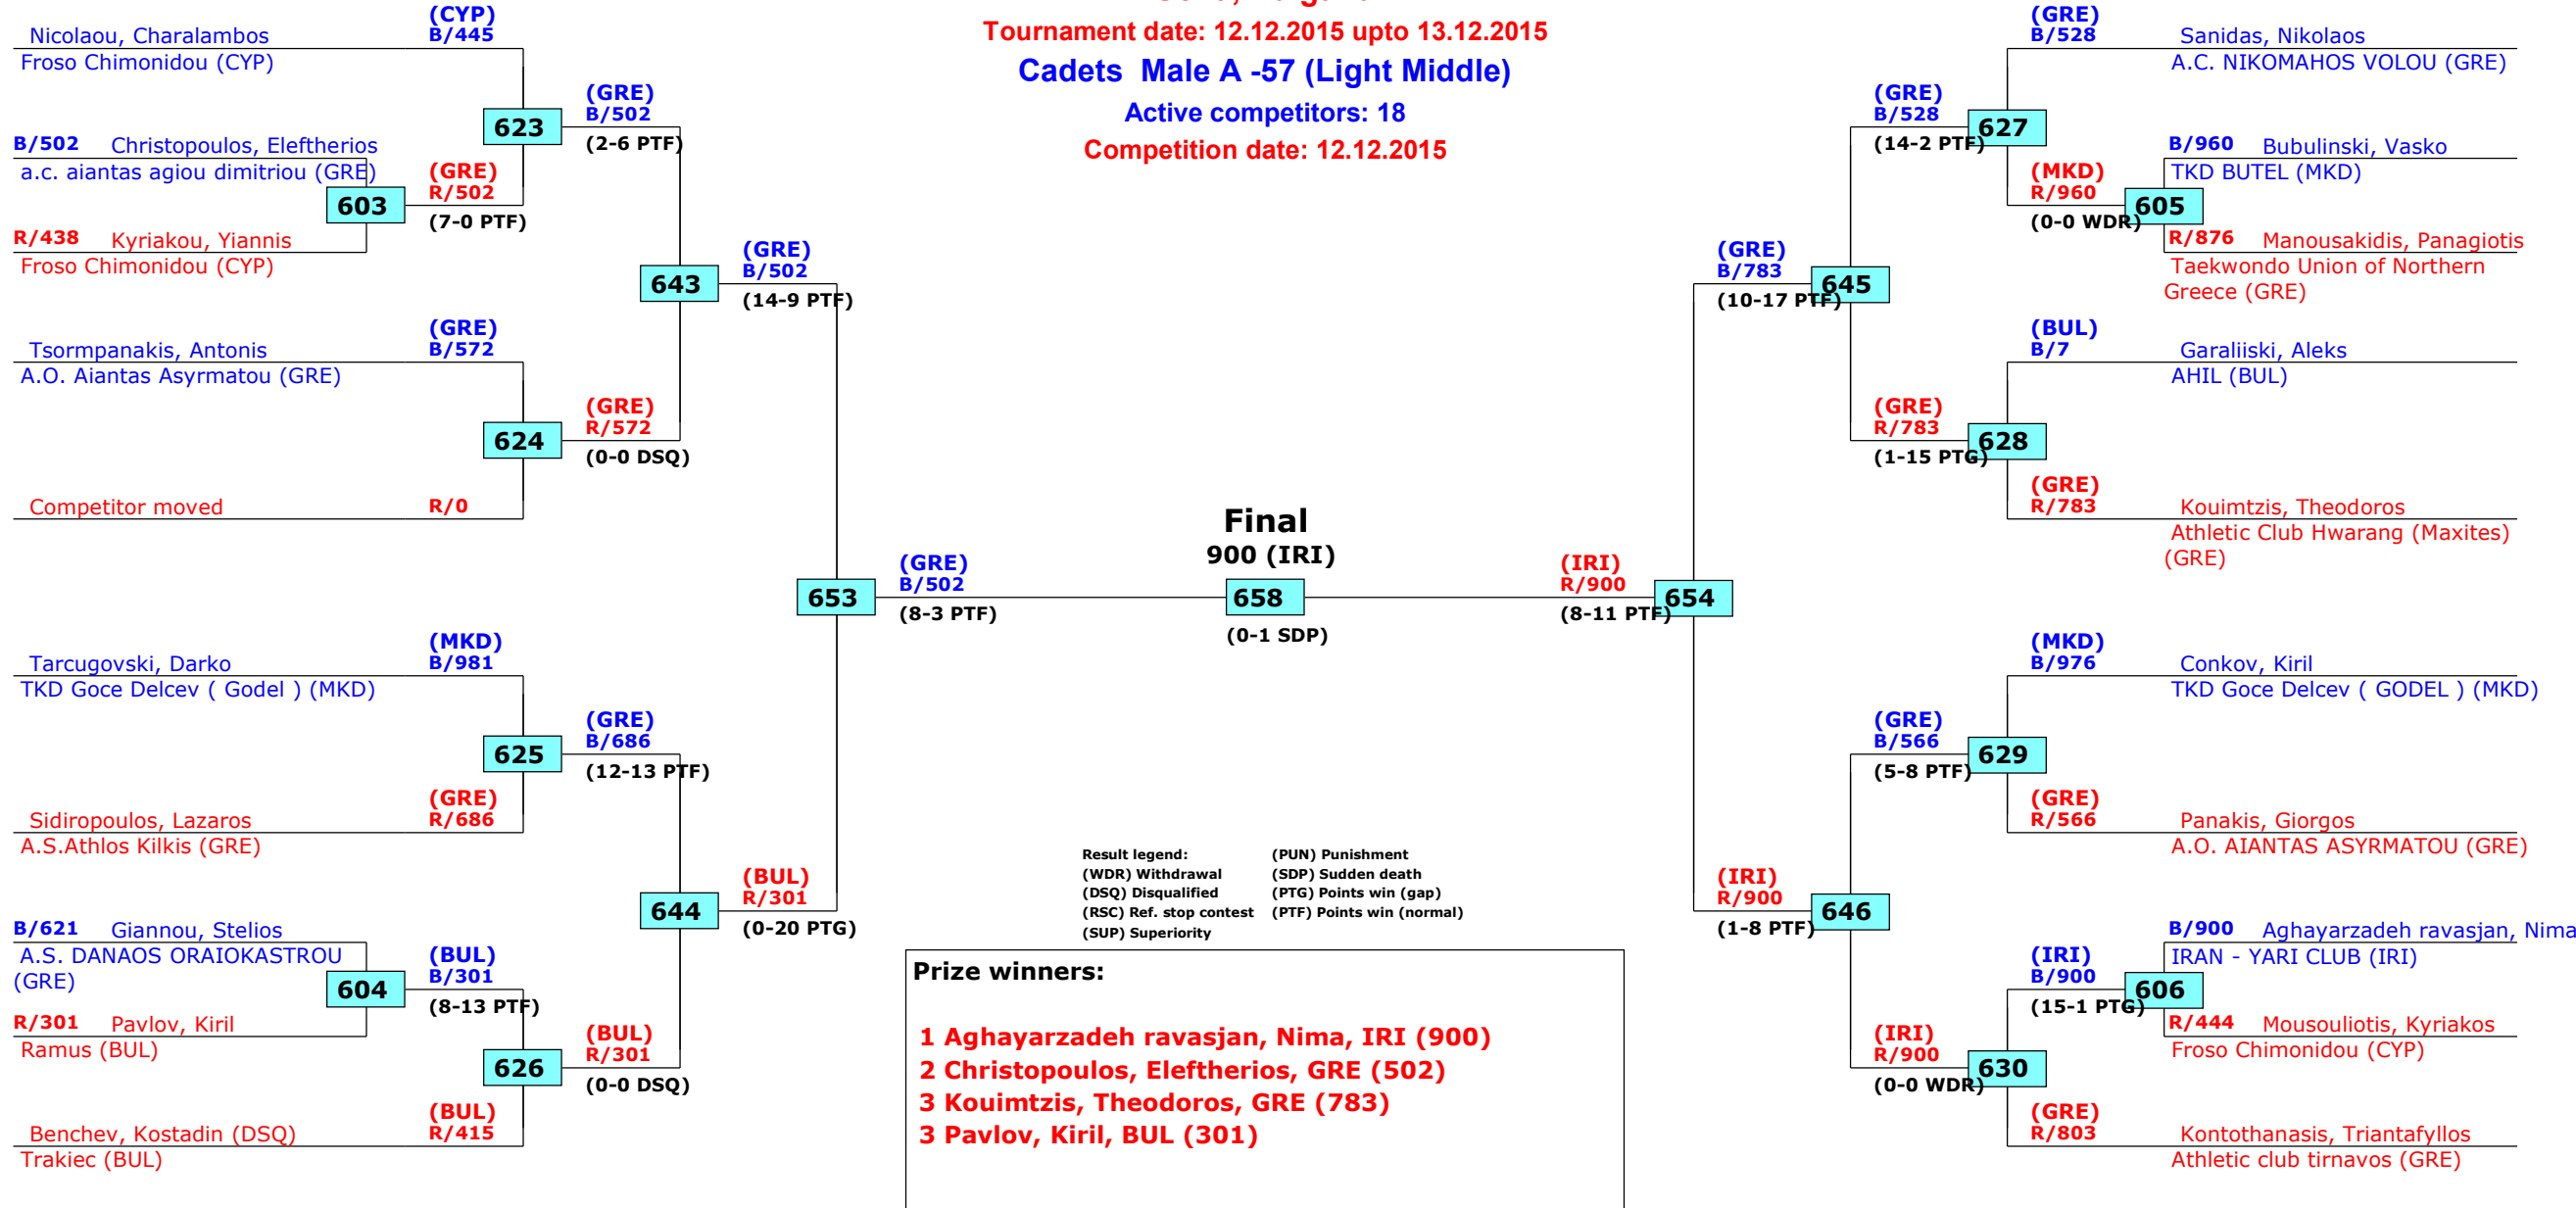 Tournament date: 12.12.2015 upto 13.12.2015
Cadets Male A -57 (Light Middle)
Active competitors: 18
Competition date: 12.12.2015
(CYP)
Nicolaou, Charalambos B/445
Froso Chimonidou (CYP)
623
(GRE)
B/502
(2-6 PTF)
B/502 Christopoulos, Eleftherios
a.c. aiantas agiou dimitriou (GRE)
603
(GRE)
R/502
(7-0 PTF)
R/438 Kyriakou, Yiannis
Froso Chimonidou (CYP)
643
(GRE)
B/502
(14-9 PTF)
(GRE)
Tsormpanakis, Antonis B/572
A.O. Aiantas Asyrmatou (GRE)
624
(GRE)
R/572
(0-0 DSQ)
Competitor moved R/0
653
(GRE)
B/502
(8-3 PTF)
(MKD)
Tarcugovski, Darko B/981
TKD Goce Delcev ( Godel ) (MKD)
625
(GRE)
B/686
(12-13 PTF)
(GRE)
Sidiropoulos, Lazaros R/686
A.S.Athlos Kilkis (GRE)
644
(BUL)
R/301
(0-20 PTG)
B/621 Giannou, Stelios
A.S. DANAOS ORAIOKASTROU
(GRE)
604
(BUL)
B/301
(8-13 PTF)
R/301 Pavlov, Kiril
Ramus (BUL)
626
(BUL)
R/301
(0-0 DSQ)
(BUL)
Benchev, Kostadin (DSQ) R/415
Trakiec (BUL)
Final
900 (IRI)
658
(0-1 SDP)
(IRI)
R/900
(8-11 PTF)
654
(GRE)
B/528 Sanidas, Nikolaos
A.C. NIKOMAHOS VOLOU (GRE)
(GRE)
B/528
(14-2 PTF)
627
B/960 Bubulinski, Vasko
TKD BUTEL (MKD)
(MKD)
R/960
(0-0 WDR)
605
R/876 Manousakidis, Panagiotis
Taekwondo Union of Northern
Greece (GRE)
(GRE)
B/783
(10-17 PTF)
645
(BUL)
B/7 Garaliiski, Aleks
AHIL (BUL)
(GRE)
R/783
(1-15 PTG)
628
(GRE)
R/783 Kouimtzis, Theodoros
Athletic Club Hwarang (Maxites)
(GRE)
(MKD)
B/976 Conkov, Kiril
TKD Goce Delcev ( GODEL ) (MKD)
(GRE)
B/566
(5-8 PTF)
629
(GRE)
R/566 Panakis, Giorgos
A.O. AIANTAS ASYRMATOU (GRE)
(IRI)
R/900
(1-8 PTF)
646
B/900 Aghayarzadeh ravasjan, Nima
IRAN - YARI CLUB (IRI)
(IRI)
B/900
(15-1 PTG)
606
R/444 Mousouliotis, Kyriakos
Froso Chimonidou (CYP)
(IRI)
R/900
(0-0 WDR)
630
(GRE)
R/803 Kontothanasis, Triantafyllos
Athletic club tirnavos (GRE)
Result legend: (PUN) Punishment
(WDR) Withdrawal (SDP) Sudden death
(DSQ) Disqualified (PTG) Points win (gap)
(RSC) Ref. stop contest (PTF) Points win (normal)
(SUP) Superiority
Prize winners:
1 Aghayarzadeh ravasjan, Nima, IRI (900)
2 Christopoulos, Eleftherios, GRE (502)
3 Kouimtzis, Theodoros, GRE (783)
3 Pavlov, Kiril, BUL (301)